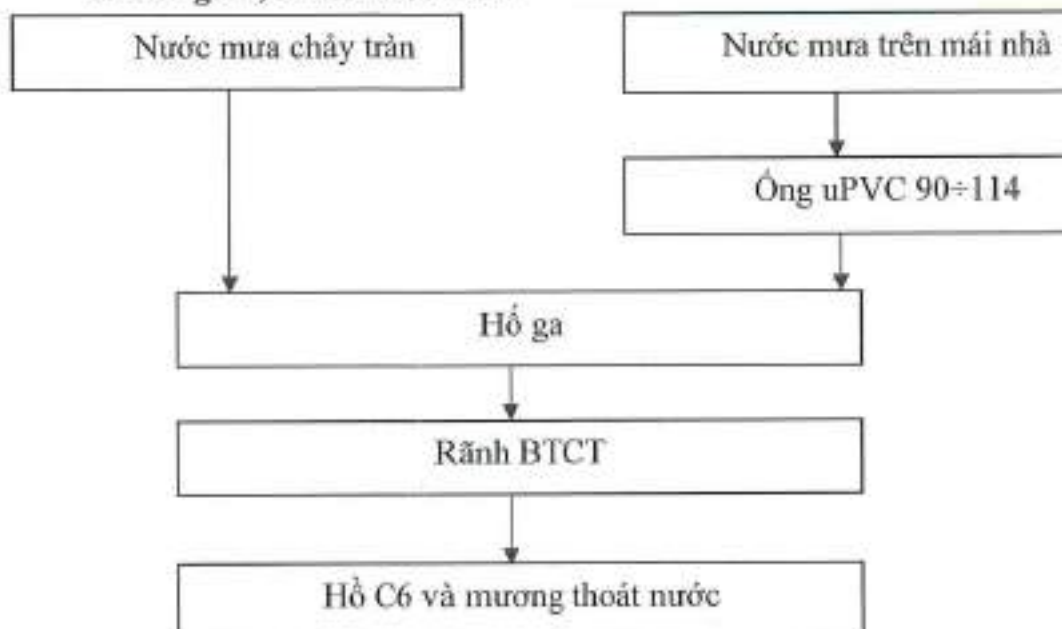 Nước mưa chảy tràn
Nước mưa trên mái nhà
Ống uPVC 90÷114
Hố ga
Rãnh BTCT
Hồ C6 và mương thoát nước